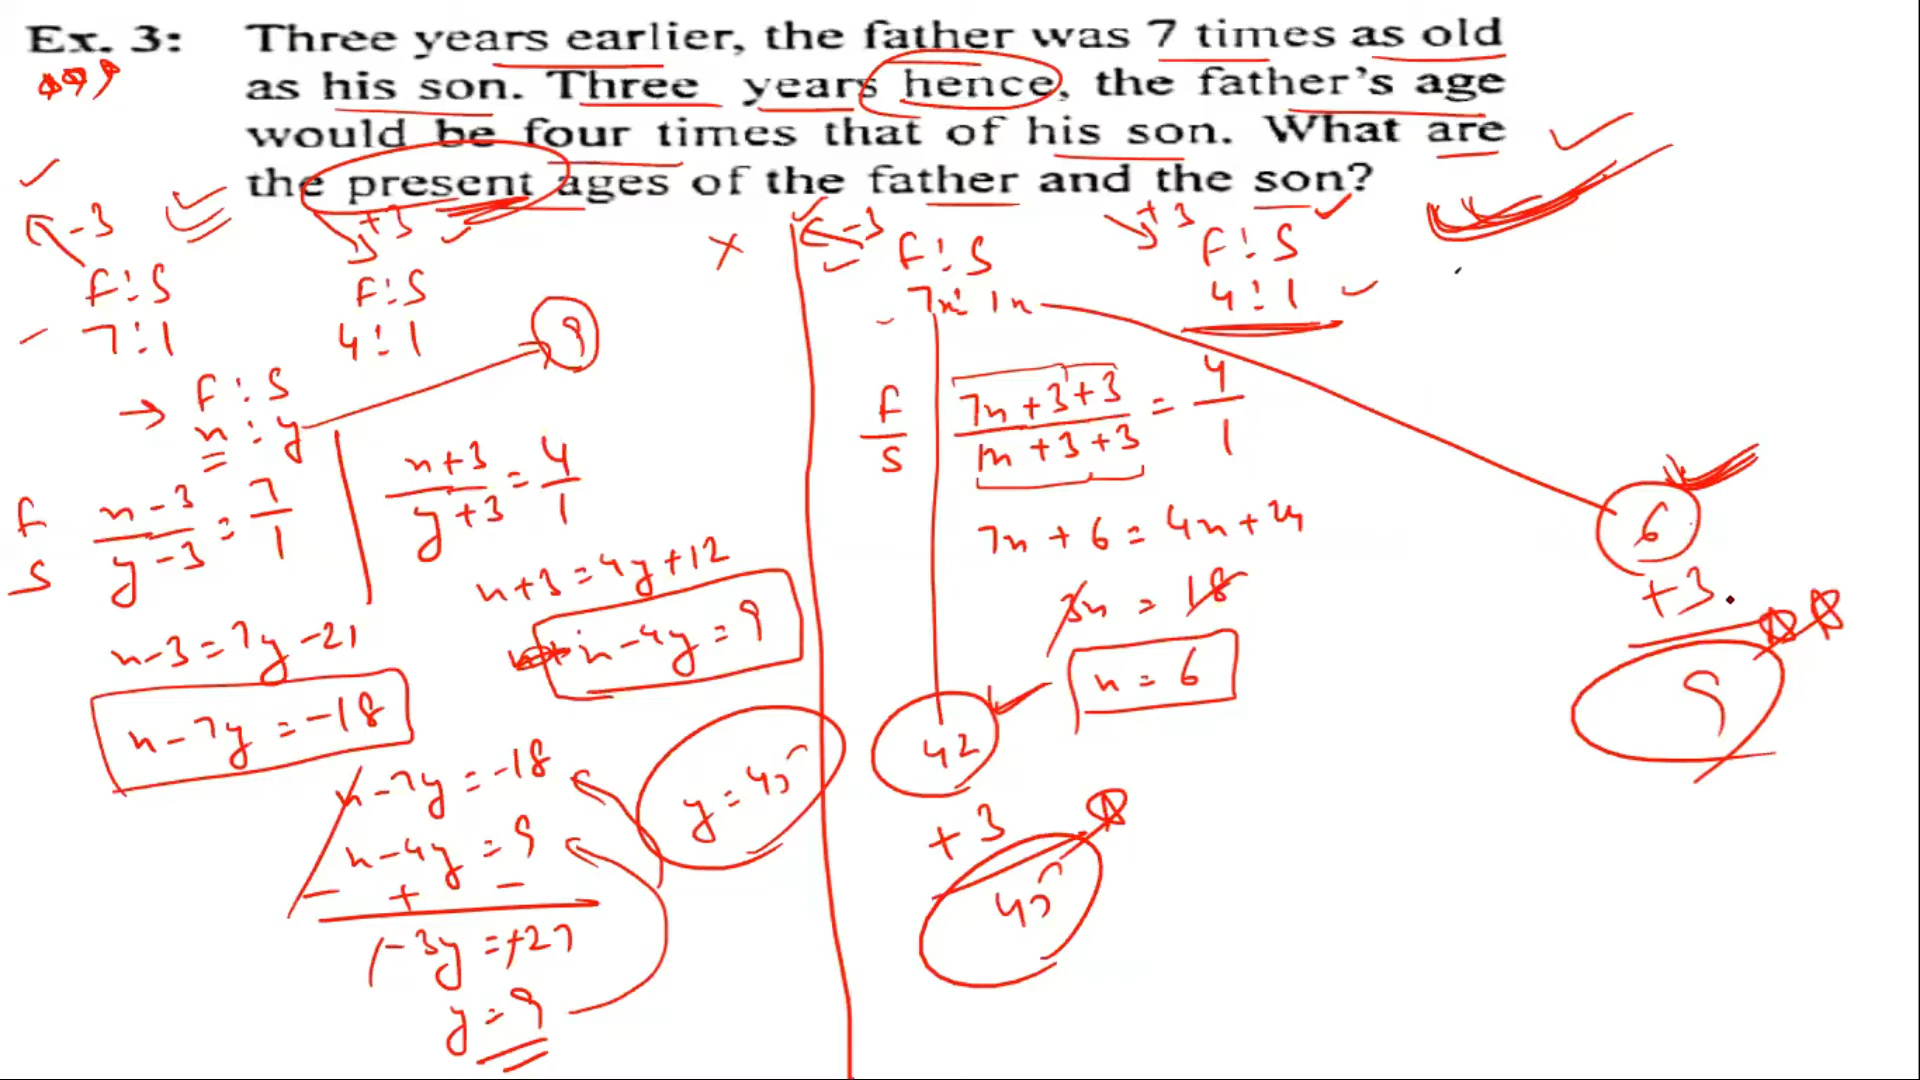 Ex. 3: Three years earlier, the father was 7 times as old
as his son. Three years hence, the father's age
would be four times that of his son. What are
the present ages of the father and the son?
-3
F:S
7:1
+3
F:S
4:1
F:S
x:y
9
F
S
x-3/y-3 = 7/1
x-3=7y-21
x-7y=-18
x+3/y+3 = 4/1
x+3=4y+12
x-4y=9
x-7y=-18
x-4y=9
- + -
-3y=-27
y=9
y=45
-3
F:S
7x:1x
+3
F:S
4:1
F/S
7x+3+3/1x+3+3 = 4/1
7x+6=4x+24
3x=18
x=6
42
+3
45
6
+3
9